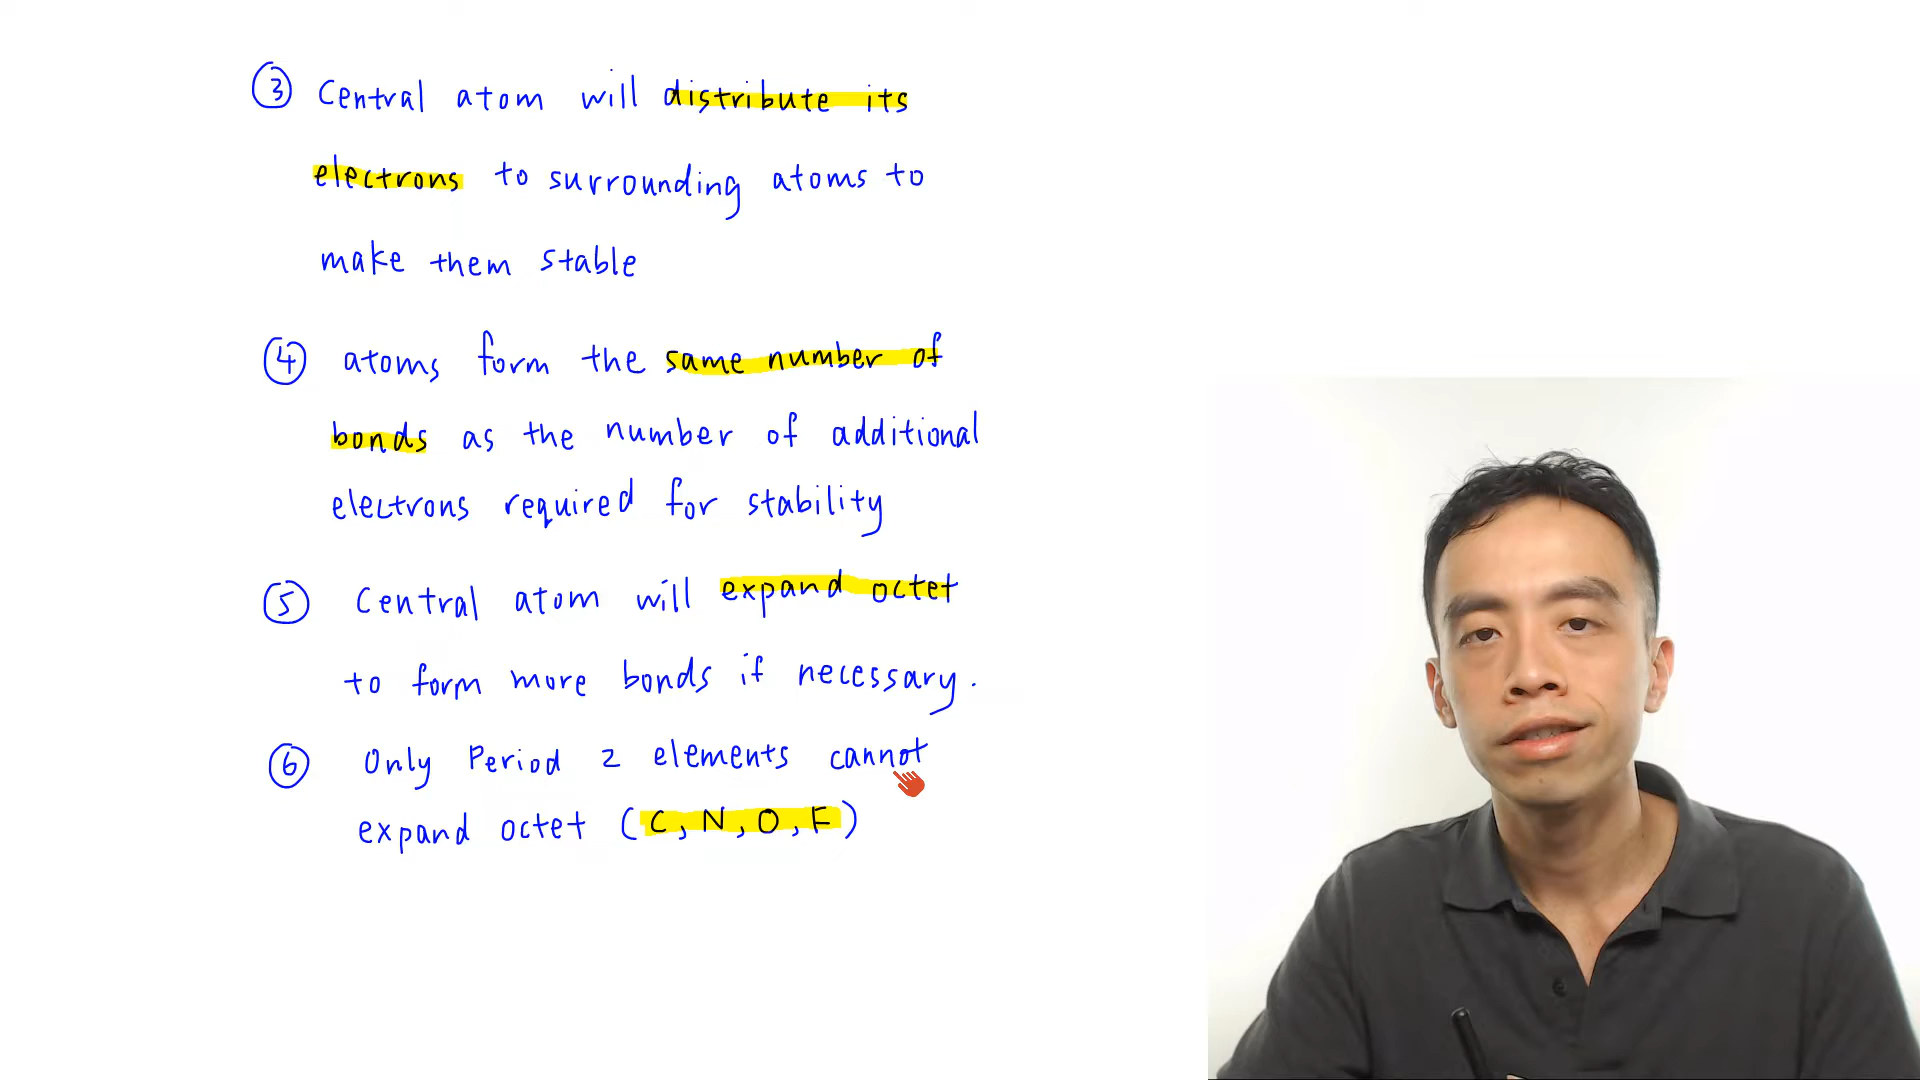 ③ Central atom will distribute its
electrons to surrounding atoms to
make them stable
④ atoms form the same number of
bonds as the number of additional
electrons required for stability
⑤ Central atom will expand octet
to form more bonds if necessary.
⑥ Only Period 2 elements cannot
expand octet (C, N, O, F)